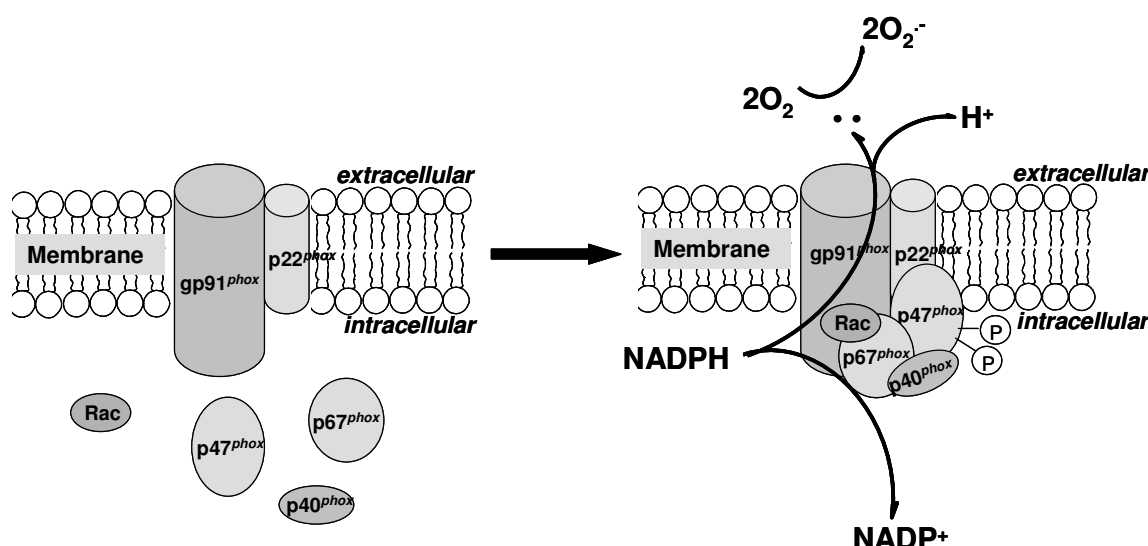 extracellular
Membrane
gp91phox
p22phox
intracellular
Rac
p47phox
p67phox
p40phox
2O2·-
2O2
••
H+
extracellular
Membrane
gp91phox
p22phox
intracellular
Rac
p47phox
P
P
p67phox
p40phox
NADPH
NADP+